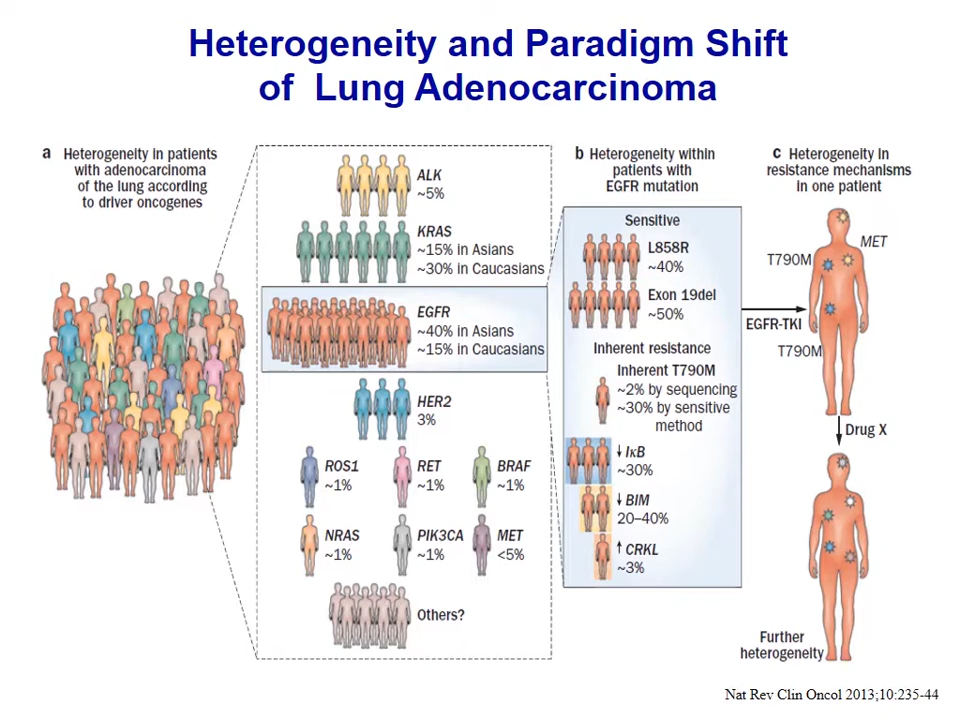 Heterogeneity and Paradigm Shift
of Lung Adenocarcinoma
a Heterogeneity in patients
with adenocarcinoma
of the lung according
to driver oncogenes
ALK
~5%
KRAS
~15% in Asians
~30% in Caucasians
EGFR
~40% in Asians
~15% in Caucasians
HER2
3%
ROS1
~1%
RET
~1%
BRAF
~1%
NRAS
~1%
PIK3CA
~1%
MET
<5%
Others?
b Heterogeneity within
patients with
EGFR mutation
Sensitive
L858R
~40%
Exon 19del
~50%
Inherent resistance
Inherent T790M
~2% by sequencing
~30% by sensitive
method
↓ IκB
~30%
↓ BIM
20–40%
↑ CRKL
~3%
c Heterogeneity in
resistance mechanisms
in one patient
MET
T790M
EGFR-TKI
T790M
Drug X
Further
heterogeneity
Nat Rev Clin Oncol 2013;10:235-44